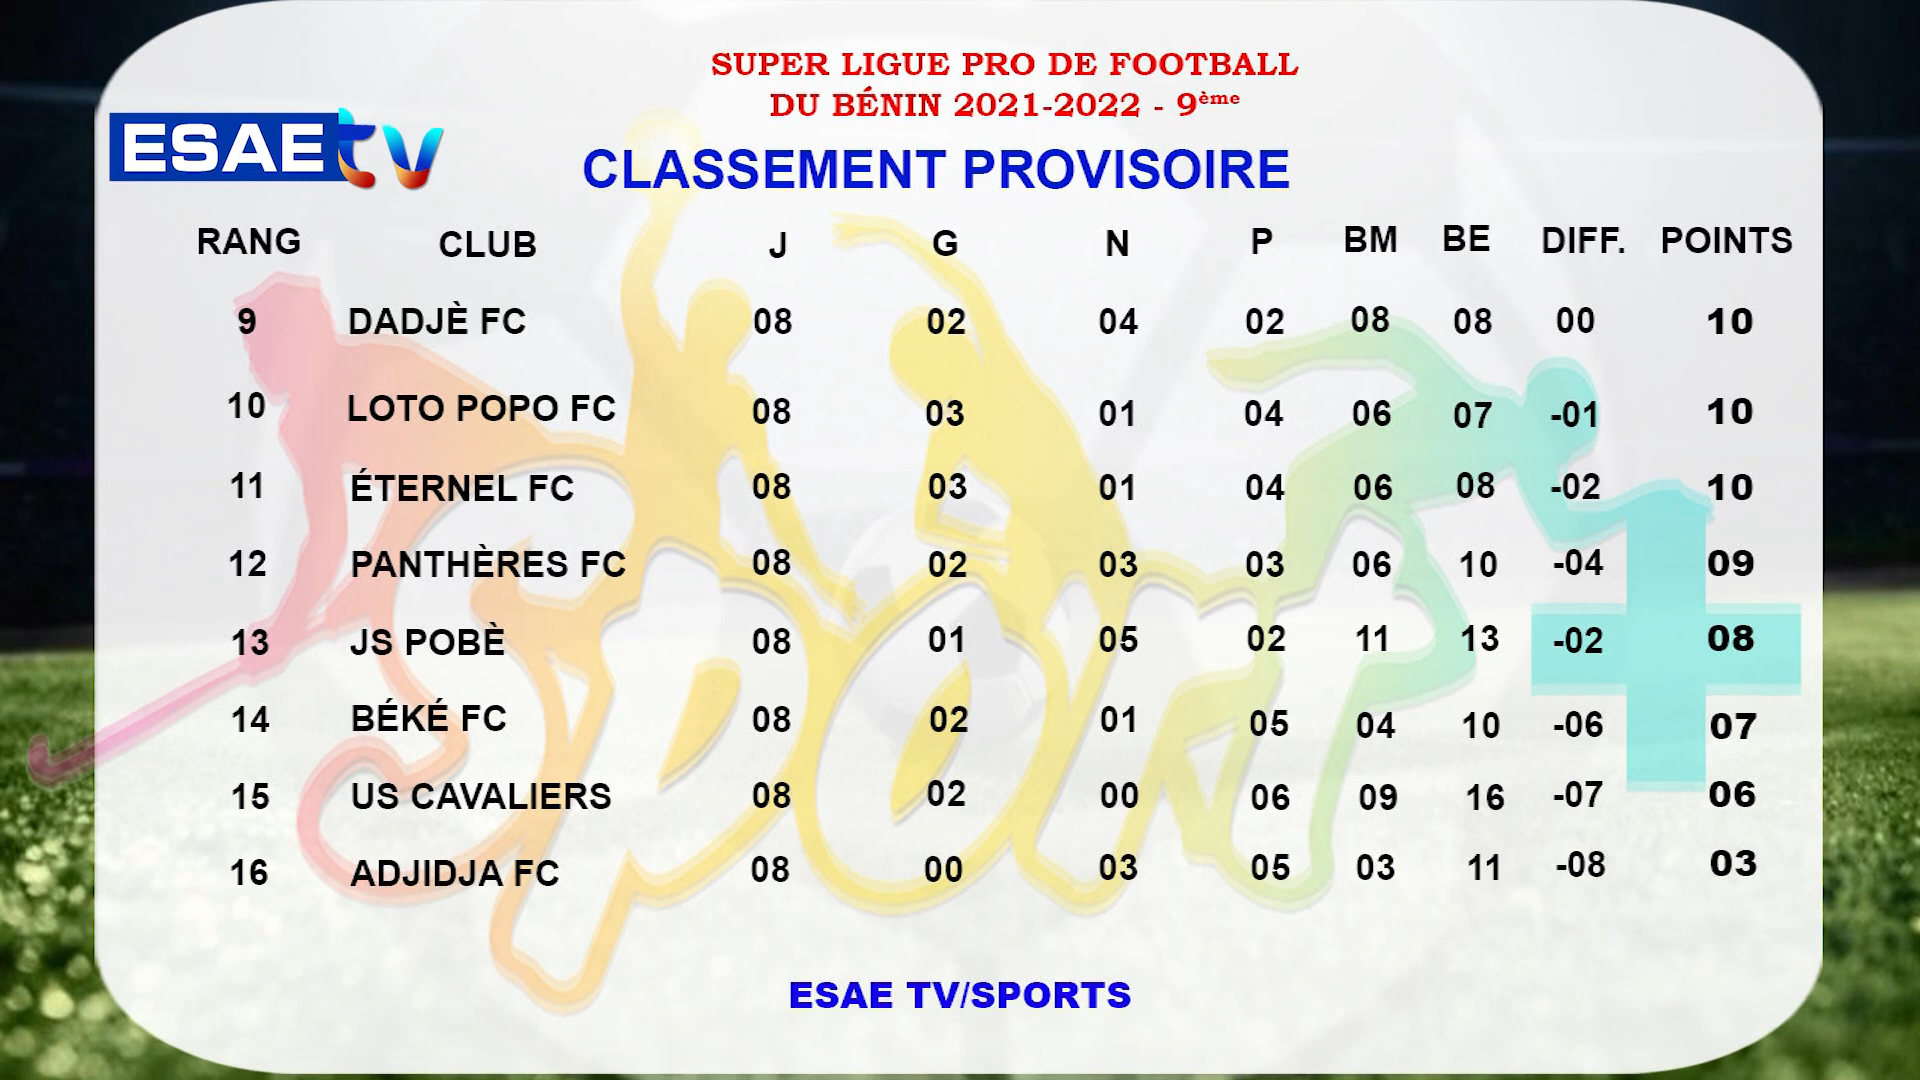 SUPER LIGUE PRO DE FOOTBALL
DU BÉNIN 2021-2022 - 9ème
ESAE tv
CLASSEMENT PROVISOIRE
RANG CLUB J G N P BM BE DIFF. POINTS
9 DADJÈ FC 08 02 04 02 08 08 00 10
10 LOTO POPO FC 08 03 01 04 06 07 -01 10
11 ÉTERNEL FC 08 03 01 04 06 08 -02 10
12 PANTHÈRES FC 08 02 03 03 06 10 -04 09
13 JS POBÈ 08 01 05 02 11 13 -02 08
14 BÉKÉ FC 08 02 01 05 04 10 -06 07
15 US CAVALIERS 08 02 00 06 09 16 -07 06
16 ADJIDJA FC 08 00 03 05 03 11 -08 03
SPORT
ESAE TV/SPORTS